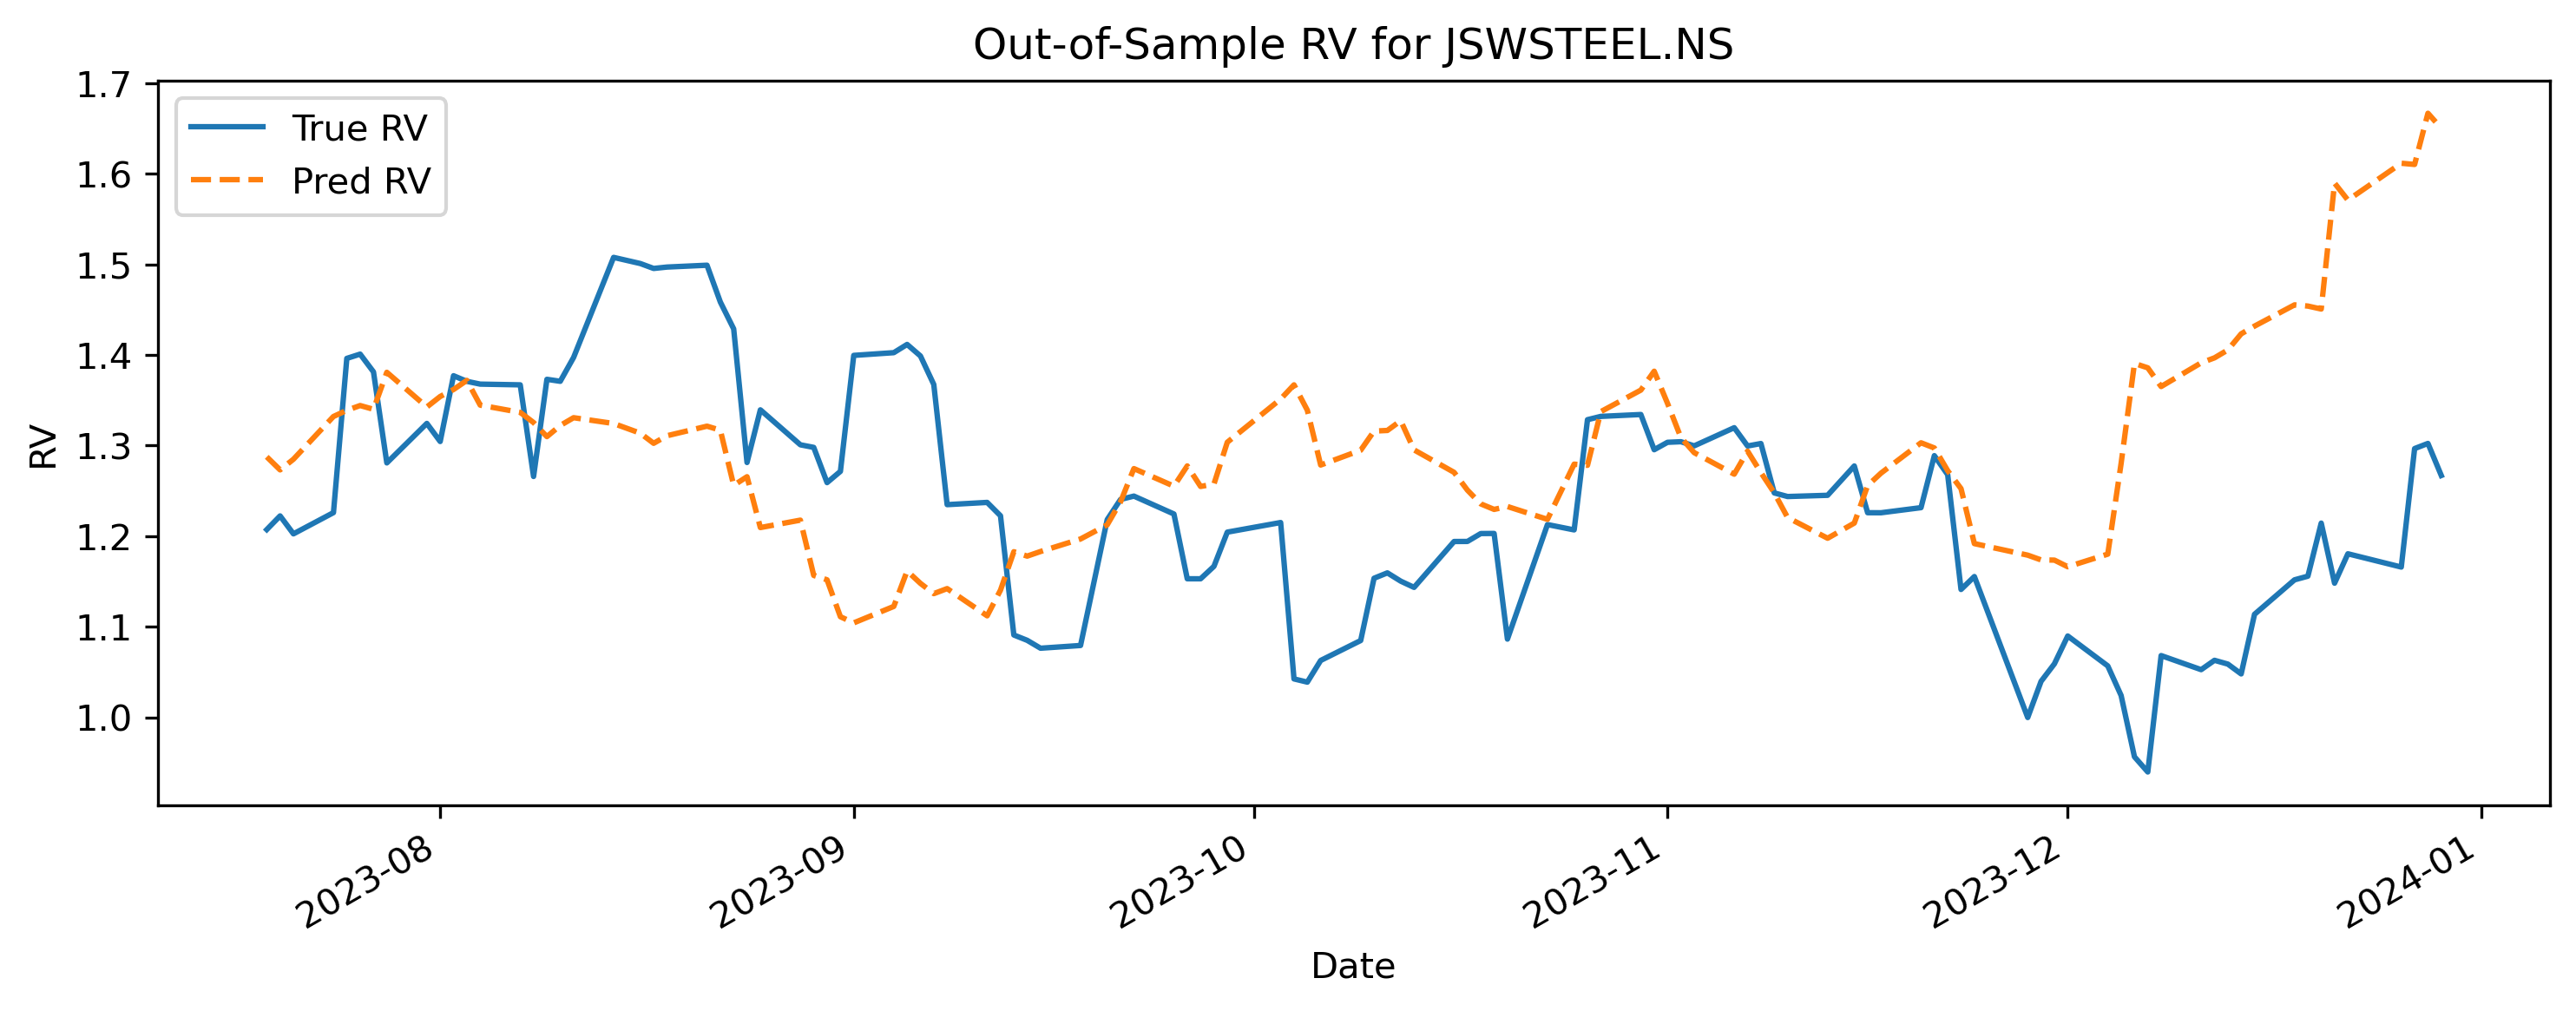 Out-of-Sample RV for JSWSTEEL.NS
True RV
Pred RV
1.7
1.6
1.5
1.4
1.3
1.2
1.1
1.0
RV
2023-08
2023-09
2023-10
2023-11
2023-12
2024-01
Date